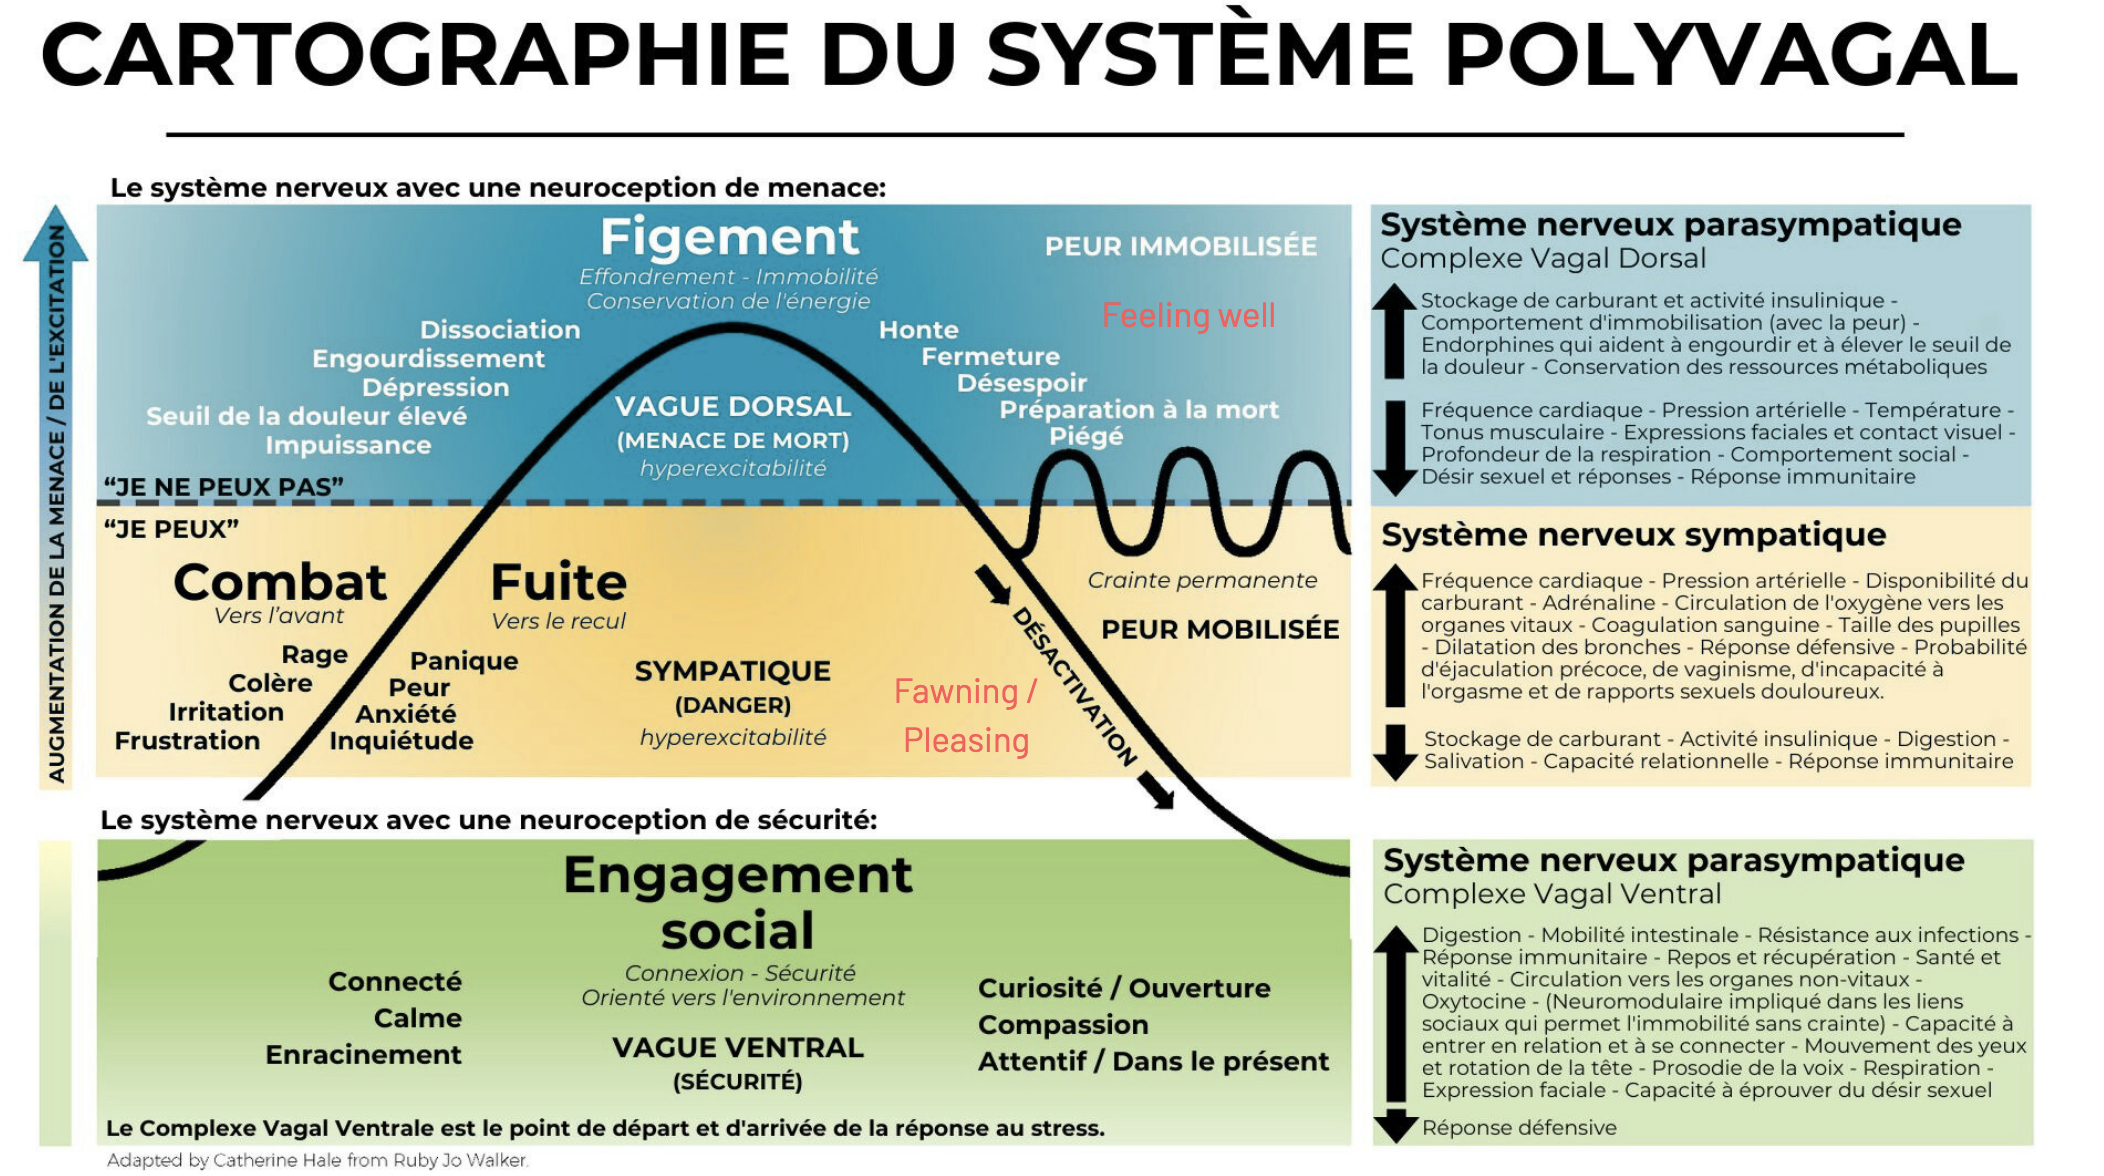 CARTOGRAPHIE DU SYSTÈME POLYVAGAL
Le système nerveux avec une neuroception de menace:
AUGMENTATION DE LA MENACE / DE L'EXCITATION
Figement
Effondrement - Immobilité
Conservation de l'énergie
PEUR IMMOBILISÉE
Feeling well
Dissociation
Engourdissement
Dépression
Seuil de la douleur élevé
Impuissance
Honte
Fermeture
Désespoir
Préparation à la mort
Piégé
VAGUE DORSAL
(MENACE DE MORT)
hyperexcitabilité
“JE NE PEUX PAS”
“JE PEUX”
Combat
Vers l’avant
Rage
Colère
Irritation
Frustration
Fuite
Vers le recul
Panique
Peur
Anxiété
Inquiétude
SYMPATIQUE
(DANGER)
hyperexcitabilité
Fawning /
Pleasing
DÉSACTIVATION
Crainte permanente
PEUR MOBILISÉE
Système nerveux parasympatique
Complexe Vagal Dorsal
Stockage de carburant et activité insulinique -
Comportement d'immobilisation (avec la peur) -
Endorphines qui aident à engourdir et à élever le seuil de
la douleur - Conservation des ressources métaboliques
Fréquence cardiaque - Pression artérielle - Température -
Tonus musculaire - Expressions faciales et contact visuel -
Profondeur de la respiration - Comportement social -
Désir sexuel et réponses - Réponse immunitaire
Système nerveux sympatique
Fréquence cardiaque - Pression artérielle - Disponibilité du
carburant - Adrénaline - Circulation de l'oxygène vers les
organes vitaux - Coagulation sanguine - Taille des pupilles
- Dilatation des bronches - Réponse défensive - Probabilité
d'éjaculation précoce, de vaginisme, d'incapacité à
l'orgasme et de rapports sexuels douloureux.
Stockage de carburant - Activité insulinique - Digestion -
Salivation - Capacité relationnelle - Réponse immunitaire
Le système nerveux avec une neuroception de sécurité:
Engagement
social
Connexion - Sécurité
Orienté vers l'environnement
Connecté
Calme
Enracinement
VAGUE VENTRAL
(SÉCURITÉ)
Curiosité / Ouverture
Compassion
Attentif / Dans le présent
Le Complexe Vagal Ventrale est le point de départ et d'arrivée de la réponse au stress.
Système nerveux parasympatique
Complexe Vagal Ventral
Digestion - Mobilité intestinale - Résistance aux infections -
Réponse immunitaire - Repos et récupération - Santé et
vitalité - Circulation vers les organes non-vitaux -
Oxytocine - (Neuromodulaire impliqué dans les liens
sociaux qui permet l'immobilité sans crainte) - Capacité à
entrer en relation et à se connecter - Mouvement des yeux
et rotation de la tête - Prosodie de la voix - Respiration -
Expression faciale - Capacité à éprouver du désir sexuel
Réponse défensive
Adapted by Catherine Hale from Ruby Jo Walker.